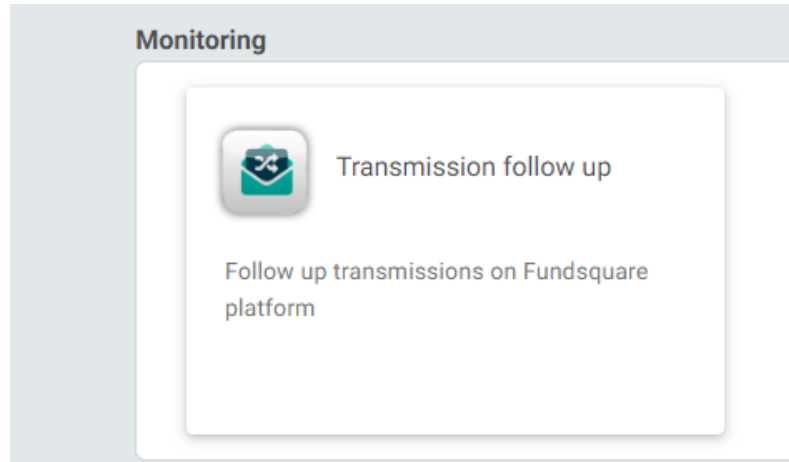 Monitoring
Transmission follow up
Follow up transmissions on Fundsquare
platform